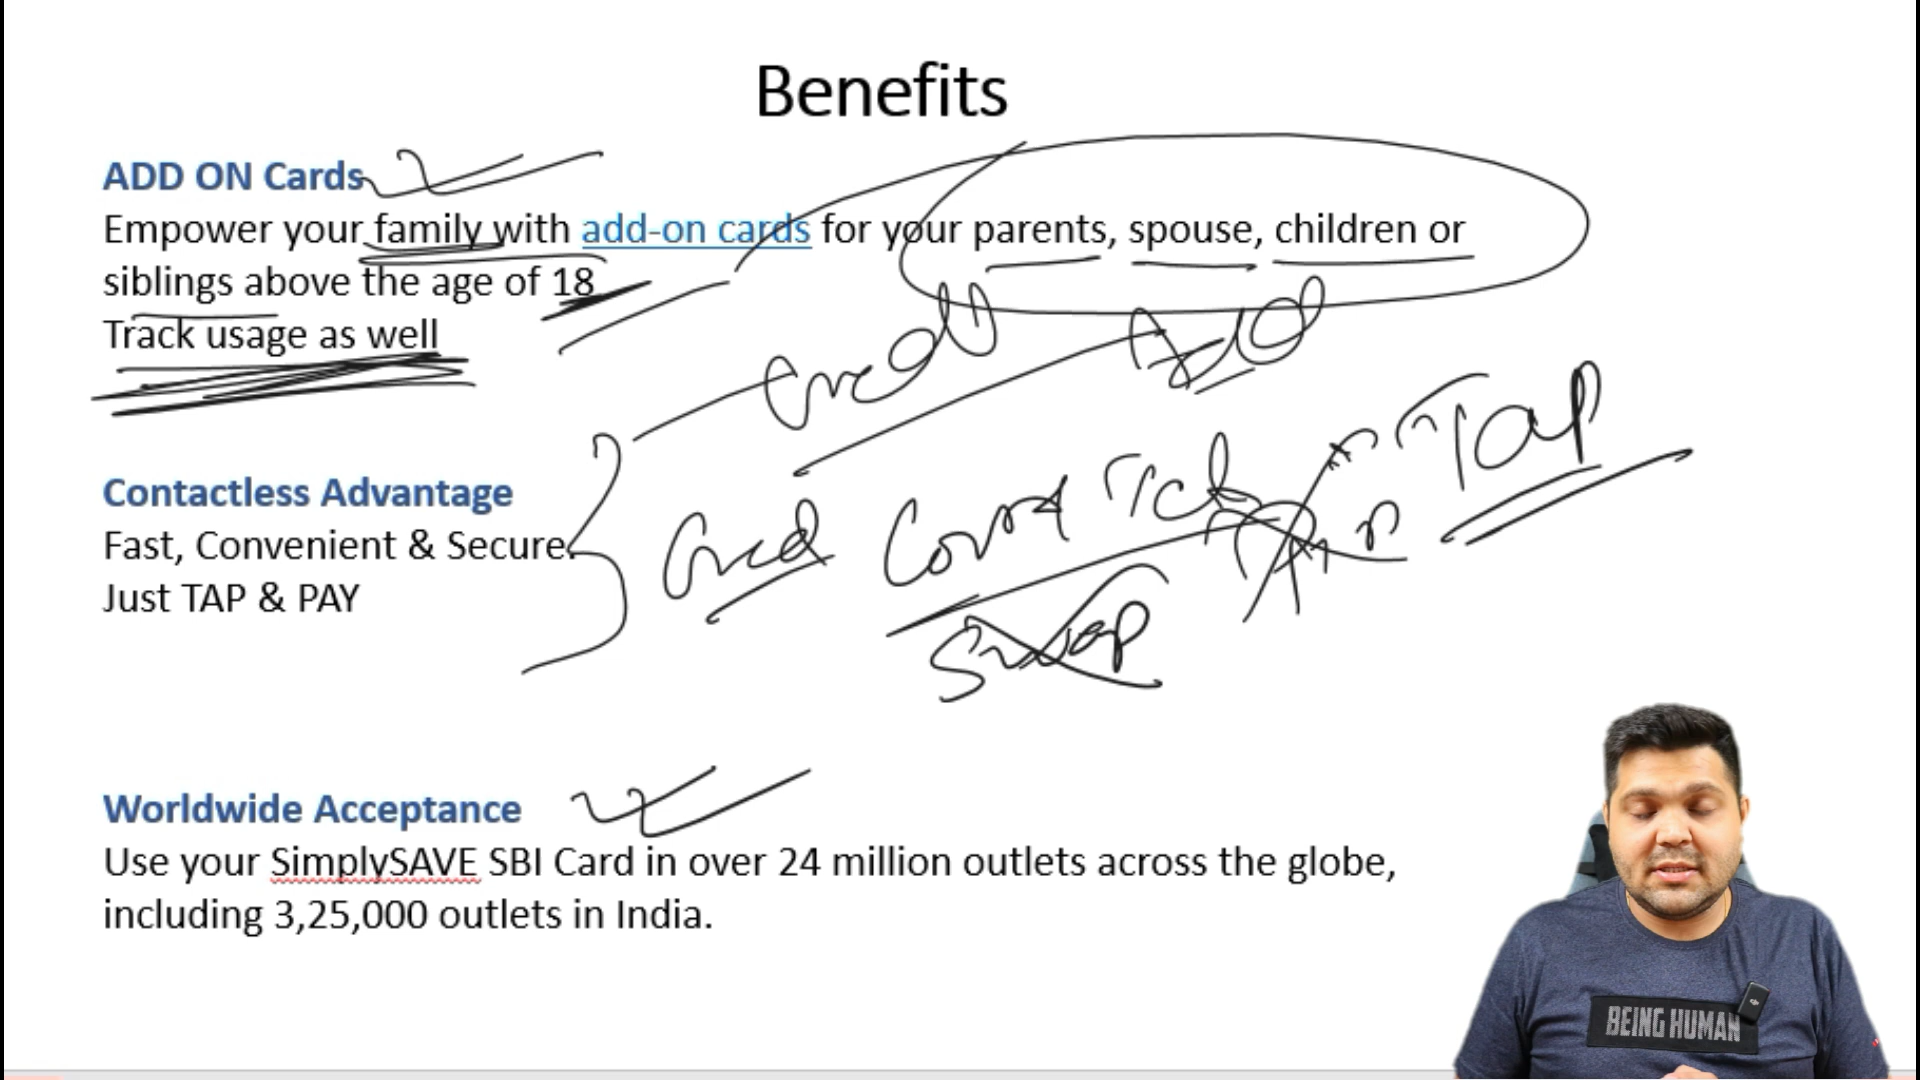 Benefits
ADD ON Cards
Empower your family with add-on cards for your parents, spouse, children or
siblings above the age of 18
Track usage as well
Credit Add
Tap
Contactless Advantage
Fast, Convenient & Secure.
Just TAP & PAY
Swap
Worldwide Acceptance
Use your SimplySAVE SBI Card in over 24 million outlets across the globe,
including 3,25,000 outlets in India.
BEING HUMAN